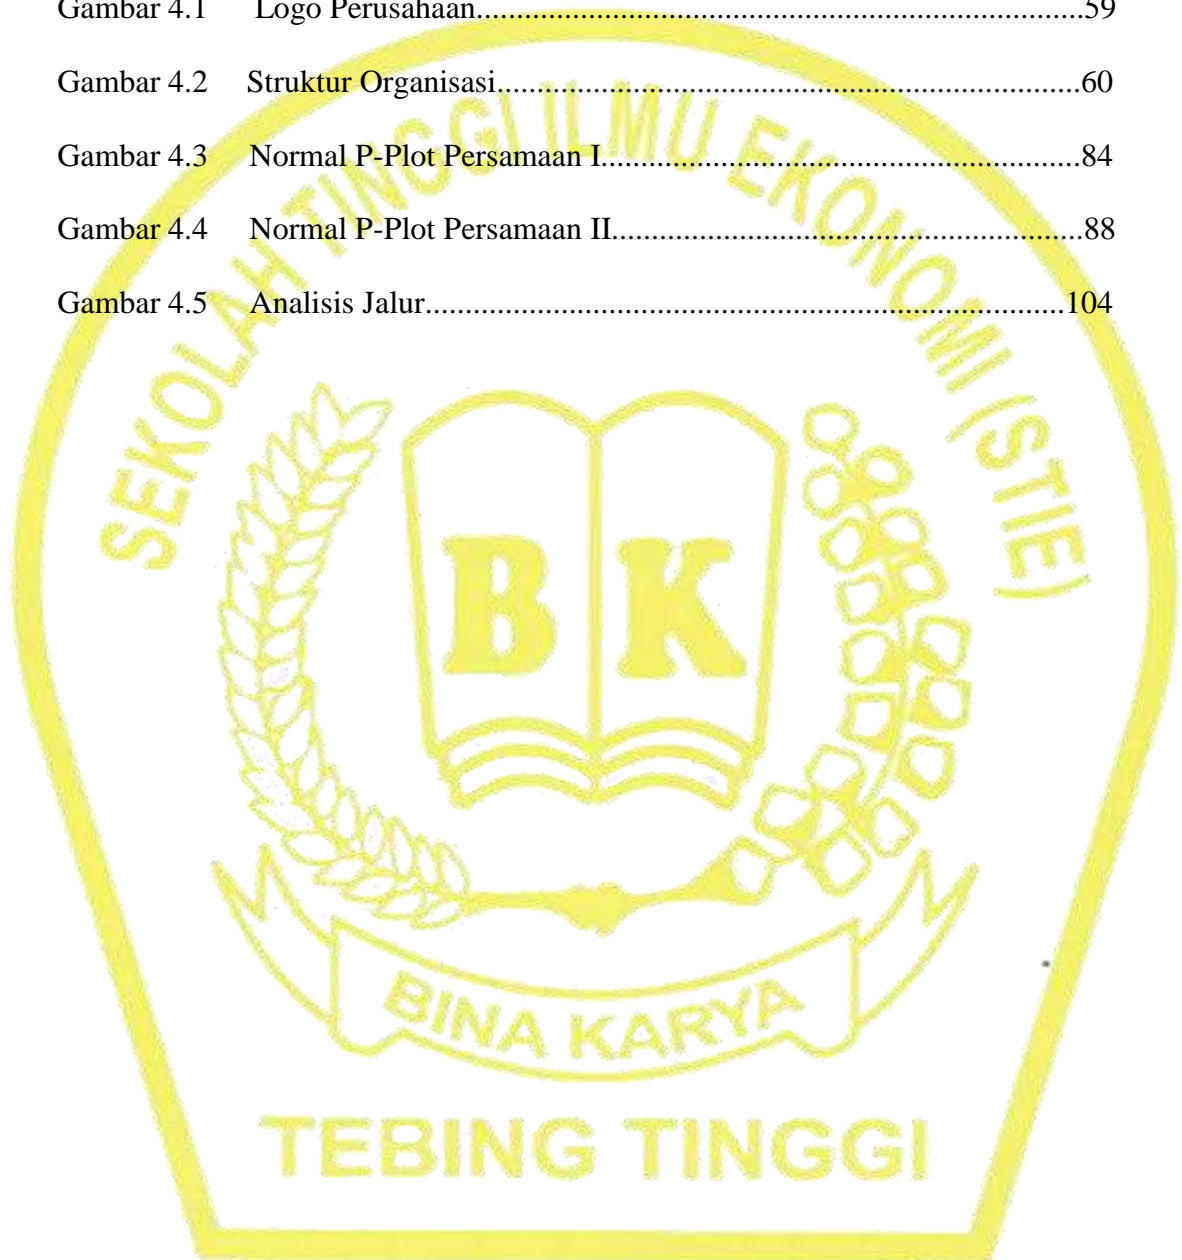 Gambar 4.1 Logo Perusahaan............................................................................59
Gambar 4.2 Struktur Organisasi.........................................................................60
Gambar 4.3 Normal P-Plot Persamaan I............................................................84
Gambar 4.4 Normal P-Plot Persamaan II...........................................................88
Gambar 4.5 Analisis Jalur................................................................................104
SEKOLAH TINGGI ILMU EKONOMI (STIE)
B K
BINA KARYA
TEBING TINGGI